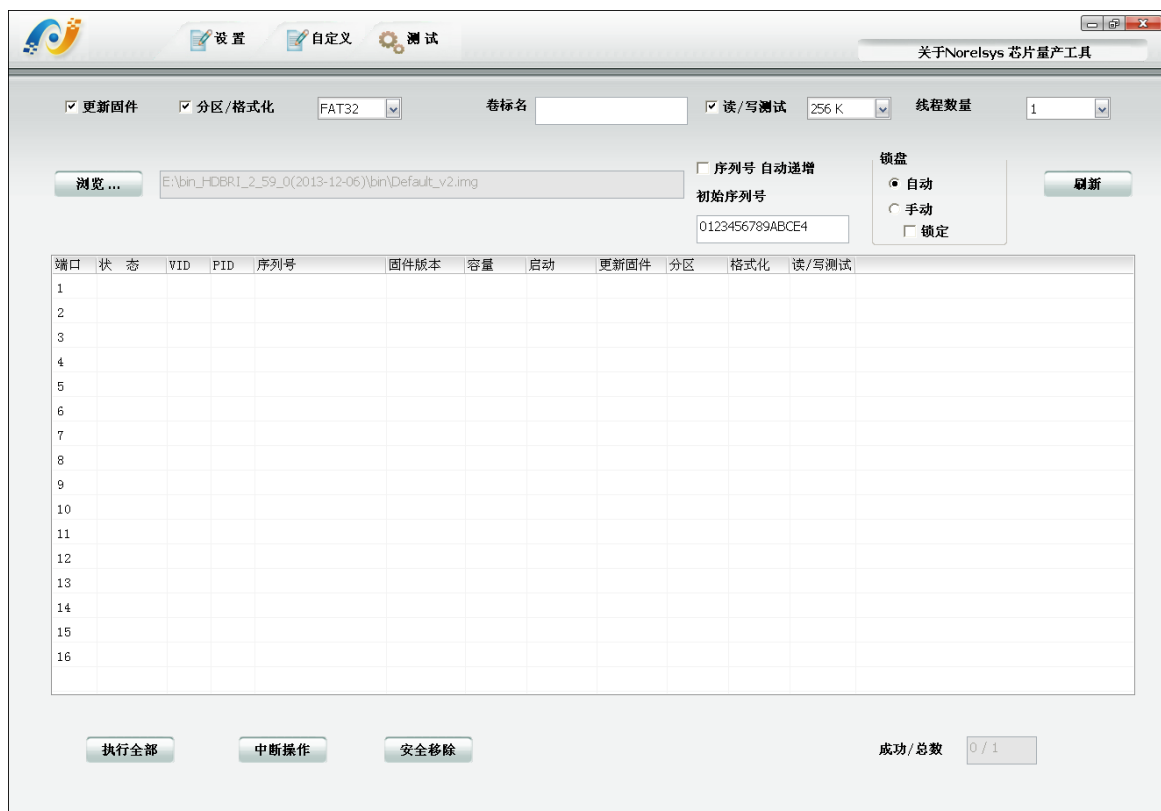 设 置 自定义 测 试
关于Norelsys 芯片量产工具
更新固件 分区/格式化 FAT32 卷标名 读/写测试 256 K 线程数量 1
序列号 自动递增 锁盘
浏览 ... E:\bin_HDBRI_2_59_0(2013-12-06)\bin\Default_v2.img 自动 刷新
初始序列号
手动
0123456789ABCE4
锁定
端口 状 态 VID PID 序列号 固件版本 容量 启动 更新固件 分区 格式化 读/写测试
1
2
3
4
5
6
7
8
9
10
11
12
13
14
15
16
执行全部 中断操作 安全移除 成功/总数 0 / 1